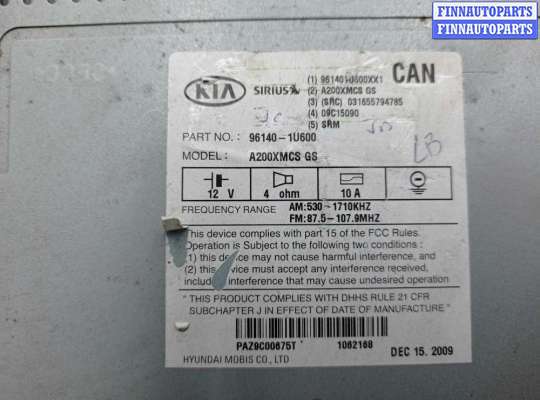 FINNAUTOPARTS
FINNAUTOPARTS
KIA SIRIUS
(1) 961401U600XX1 CAN
(2) A200XMCS GS
(3) (SRC) 031655794785
(4) 09C15090
(5) SRM
PART NO. : 96140-1U600
MODEL : A200XMCS GS
12 V 4 ohm 10 A
FREQUENCY RANGE AM:530~1710KHZ
FM:87.5-107.9MHZ
This device complies with part 15 of the FCC Rules.
Operation is Subject to the following two conditions :
(1) this device may not cause harmful interference, and
(2) this device must accept any interference received,
including interference that may cause undesired operation
" THIS PRODUCT COMPLIES WITH DHHS RULE 21 CFR
SUBCHAPTER J IN EFFECT OF DATE OF MANUFACTURE "
PAZ9C00675T 1062168
HYUNDAI MOBIS CO., LTD DEC 15. 2009